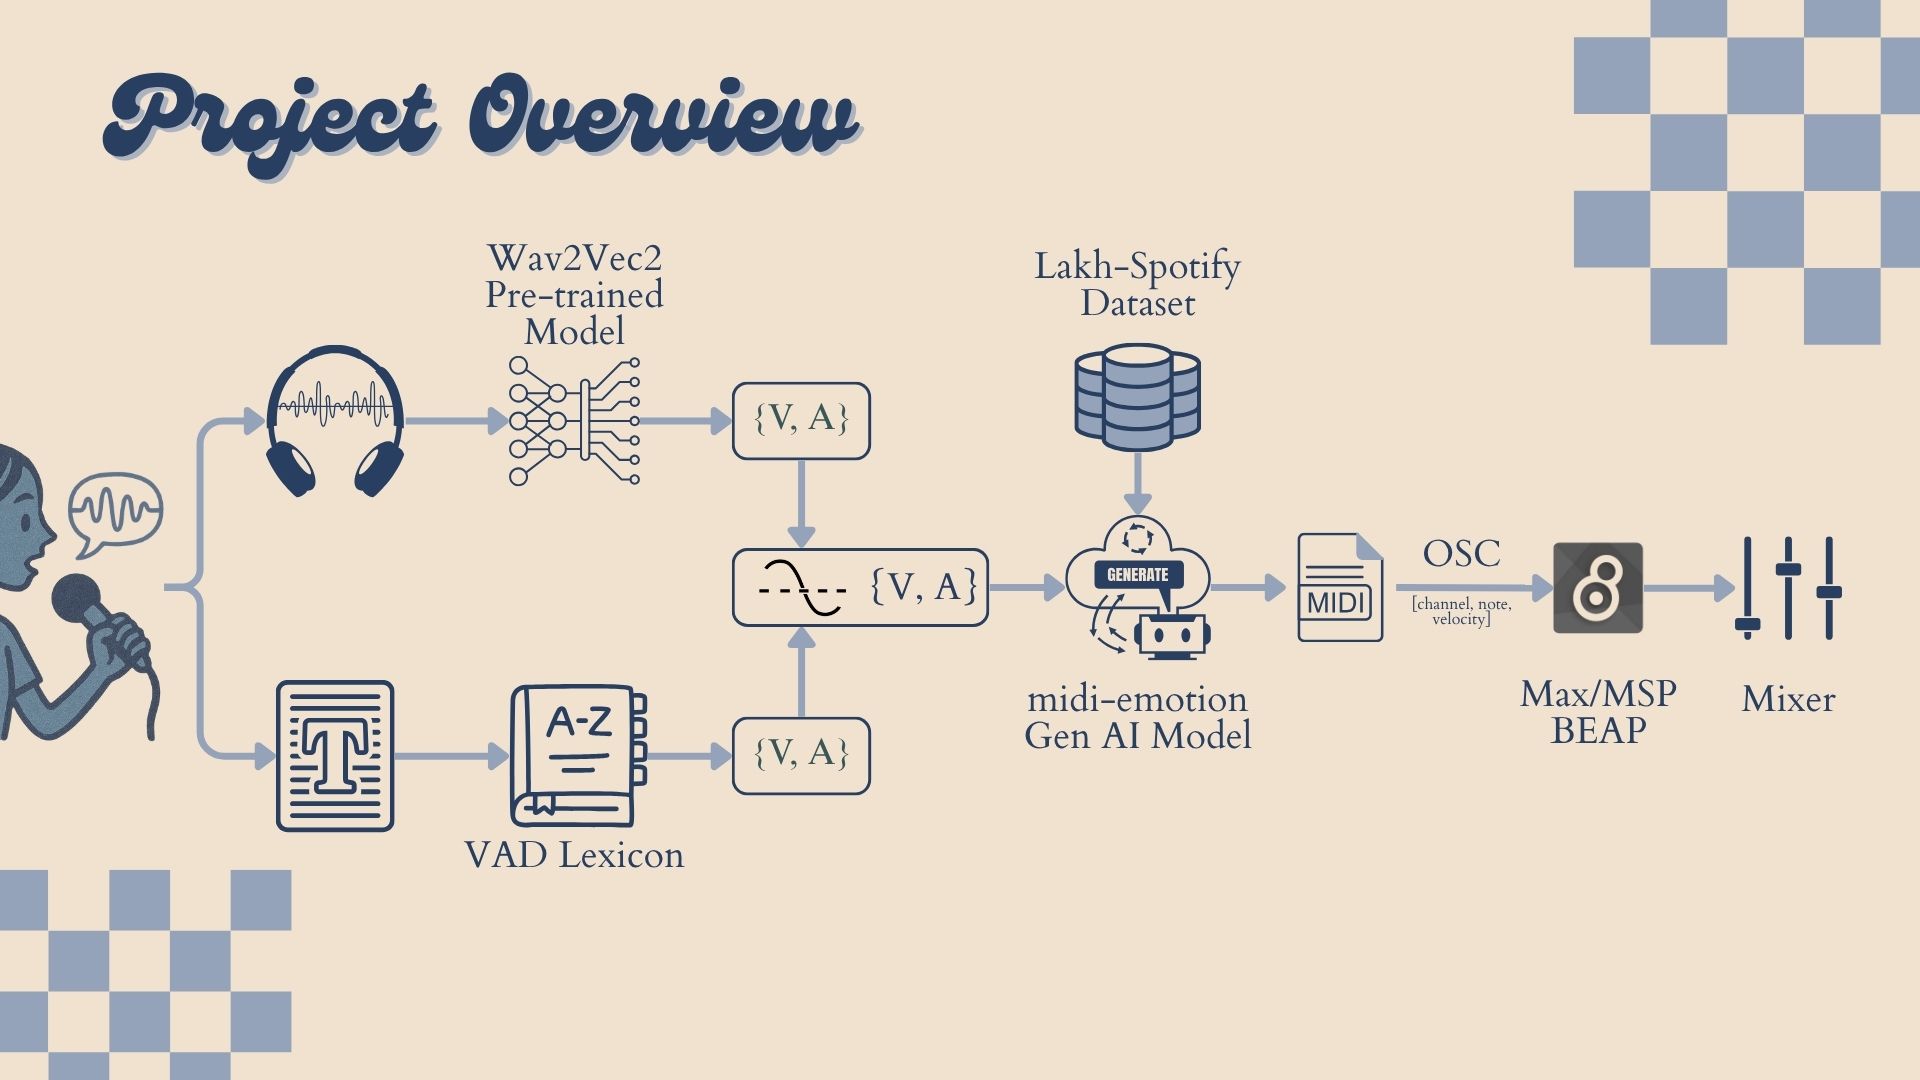 Project Overview
Wav2Vec2
Pre-trained
Model
{V, A}
Lakh-Spotify
Dataset
{V, A}
GENERATE
midi-emotion
Gen AI Model
MIDI
OSC
[channel, note,
velocity]
8
Max/MSP
BEAP
Mixer
T
A-Z
VAD Lexicon
{V, A}